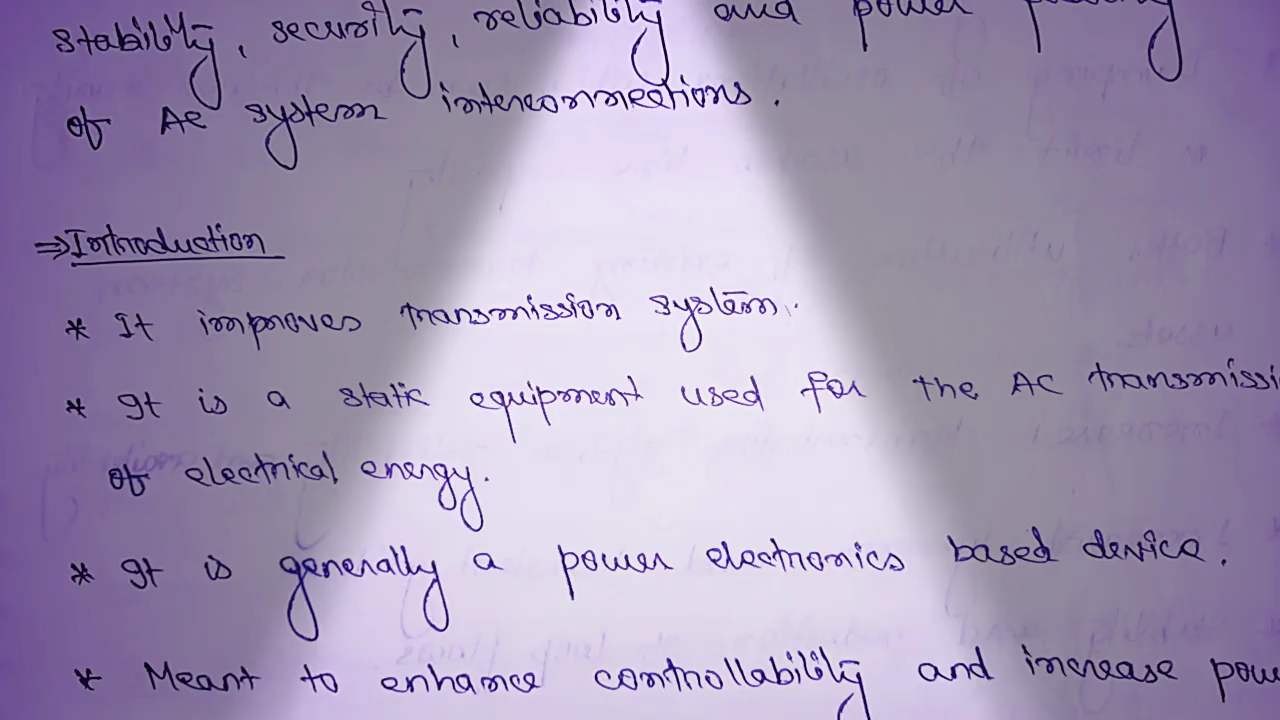 stability, security, reliability and power
of AC system interconnections.
⇒ Introduction
* It improves transmission system.
* It is a static equipment used for the AC transmissi
of electrical energy.
* It is generally a power electronics based device.
* Meant to enhance controllability and increase powe